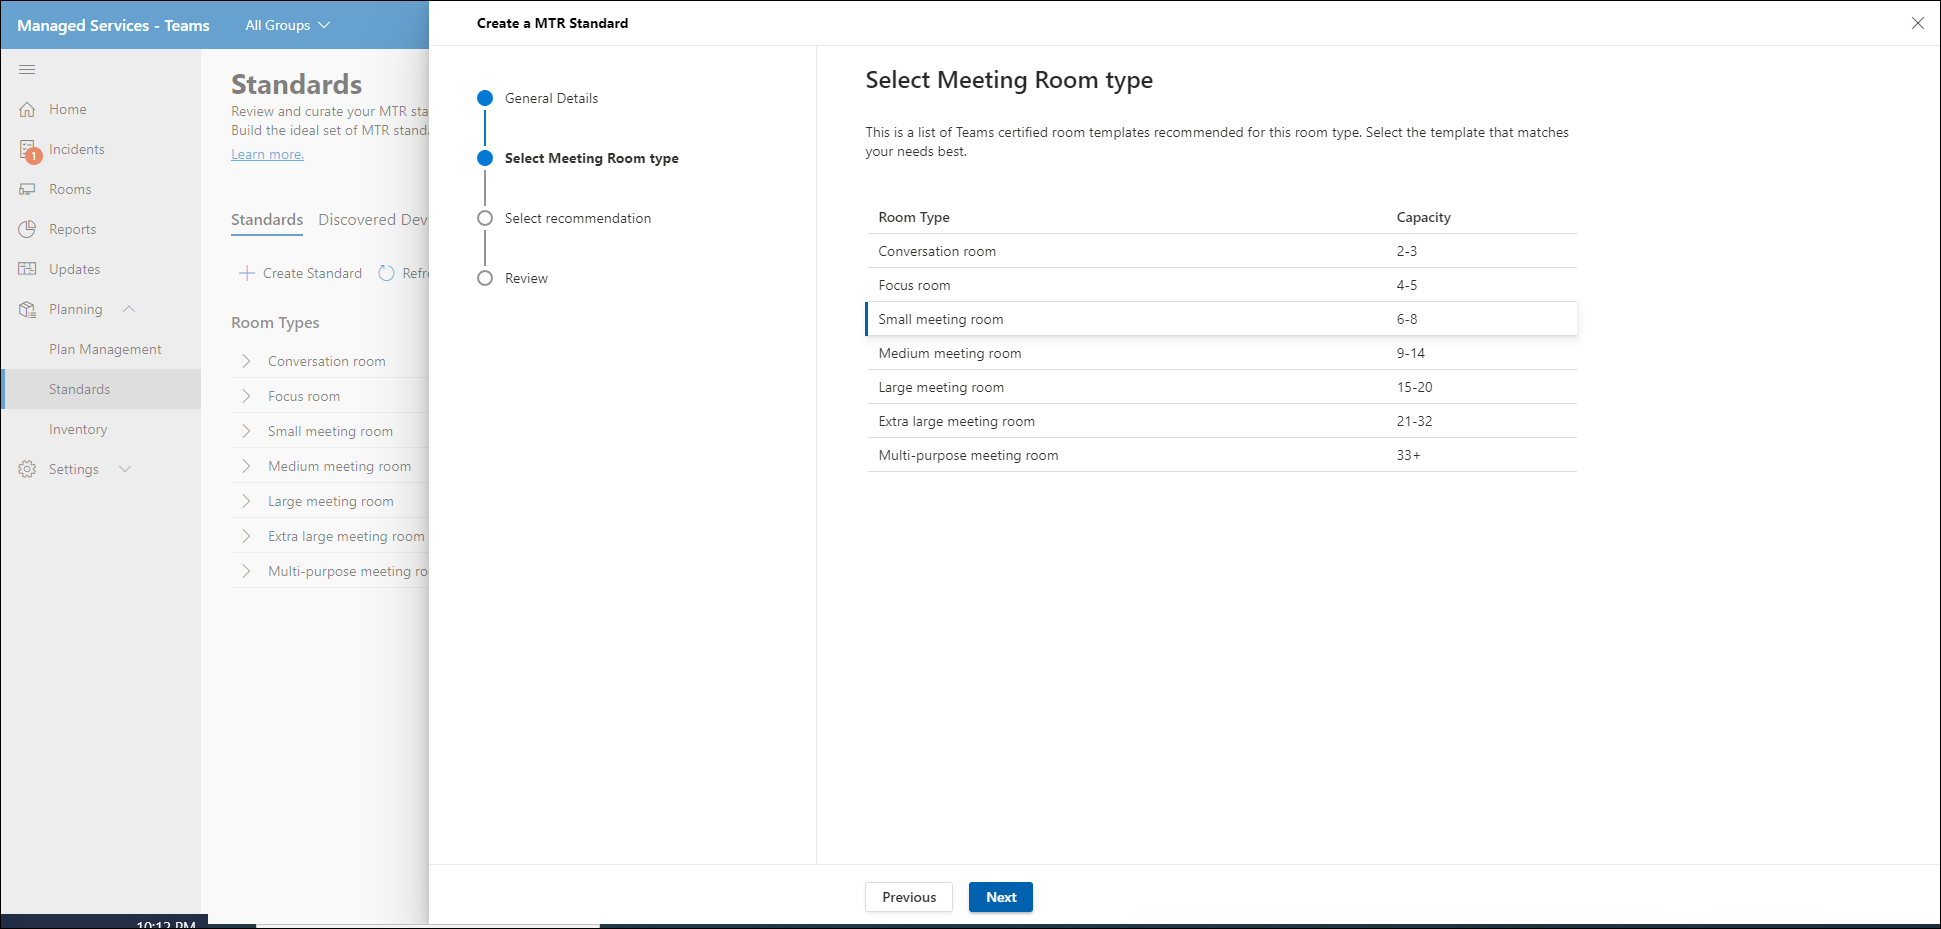 Managed Services - Teams
All Groups
Home
Incidents
1
Rooms
Reports
Updates
Planning
Plan Management
Standards
Inventory
Settings
10:12 PM
Standards
Review and curate your MTR sta
Build the ideal set of MTR stand
Learn more.
Standards Discovered Dev
Create Standard Refr
Room Types
Conversation room
Focus room
Small meeting room
Medium meeting room
Large meeting room
Extra large meeting room
Multi-purpose meeting ro
Create a MTR Standard
General Details
Select Meeting Room type
Select recommendation
Review
Select Meeting Room type
This is a list of Teams certified room templates recommended for this room type. Select the template that matches
your needs best.
Room Type Capacity
Conversation room 2-3
Focus room 4-5
Small meeting room 6-8
Medium meeting room 9-14
Large meeting room 15-20
Extra large meeting room 21-32
Multi-purpose meeting room 33+
Previous Next